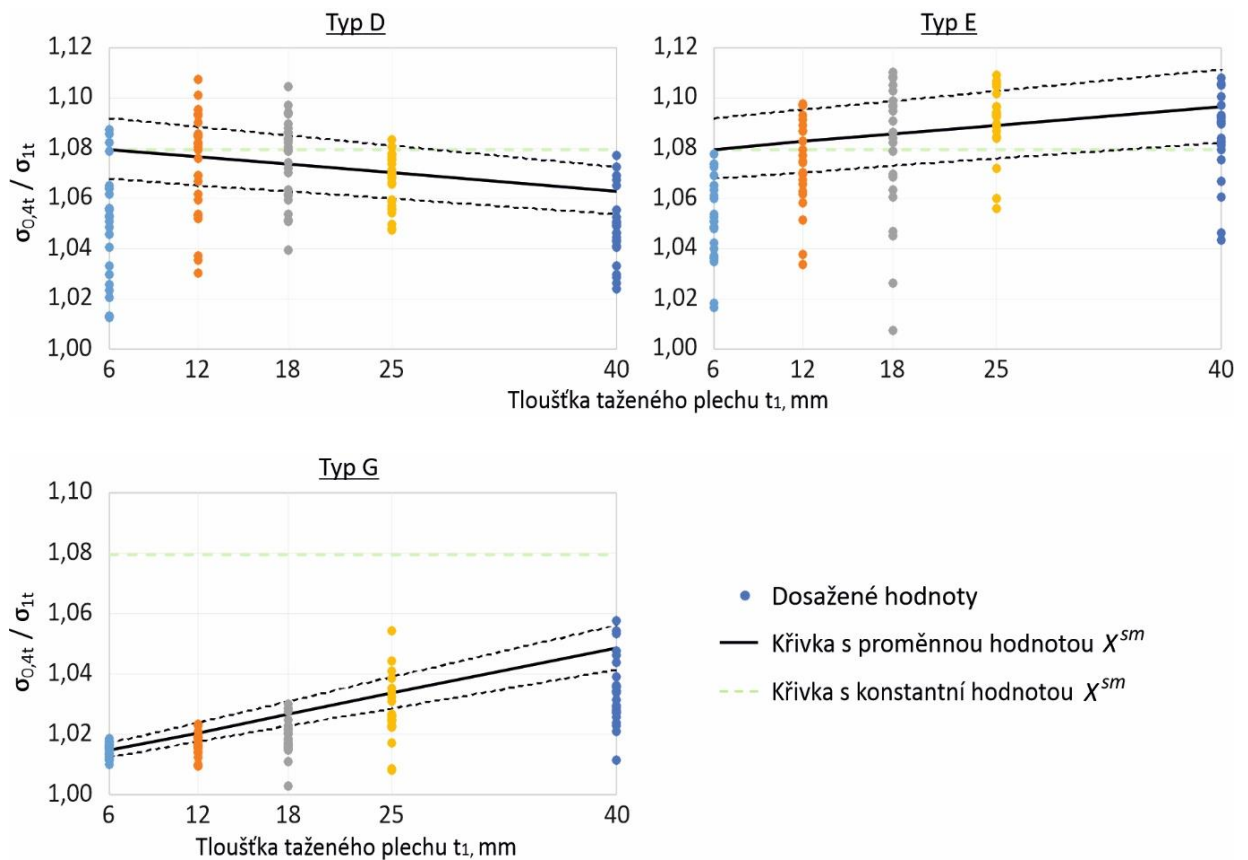 Typ D
1,12
1,10
1,08
1,06
1,04
1,02
1,00
σ0,4t / σ1t
6 12 18 25 40
Typ E
1,12
1,10
1,08
1,06
1,04
1,02
1,00
6 12 18 25 40
Tloušťka taženého plechu t1, mm
Typ G
1,10
1,08
1,06
1,04
1,02
1,00
σ0,4t / σ1t
6 12 18 25 40
Tloušťka taženého plechu t1, mm
Dosažené hodnoty
Křivka s proměnnou hodnotou X^sm
Křivka s konstantní hodnotou X^sm